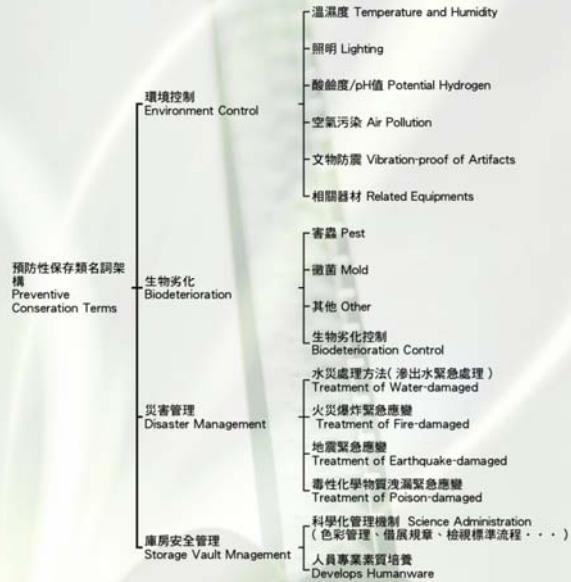 預防性保存類名詞架
構
Preventive
Conseration Terms
環境控制
Environment Control
溫濕度 Temperature and Humidity
照明 Lighting
酸鹼度/pH值 Potential Hydrogen
空氣污染 Air Pollution
文物防震 Vibration-proof of Artifacts
相關器材 Related Equipments
生物劣化
Biodeterioration
害蟲 Pest
黴菌 Mold
其他 Other
生物劣化控制
Biodeterioration Control
災害管理
Disaster Management
水災處理方法(滲出水緊急處理)
Treatment of Water-damaged
火災爆炸緊急應變
Treatment of Fire-damaged
地震緊急應變
Treatment of Earthquake-damaged
毒性化學物質洩漏緊急應變
Treatment of Poison-damaged
庫房安全管理
Storage Vault Mnagement
科學化管理機制 Science Administration
(色彩管理、借展規章、檢視標準流程・・・)
人員專業素質培養
Develops Humanware